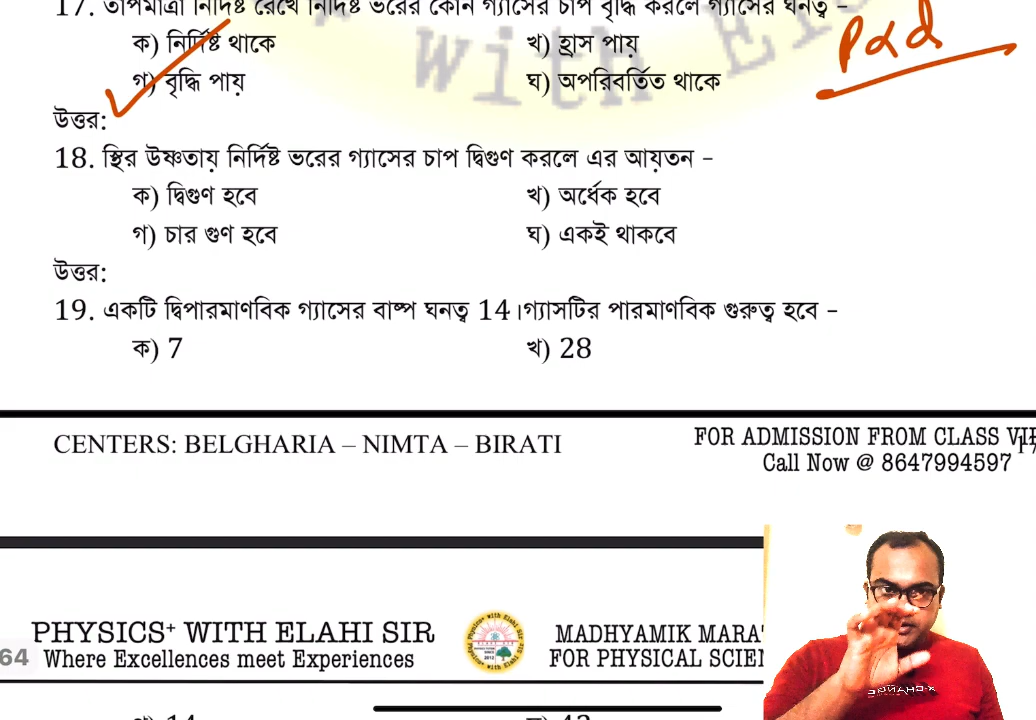 17. তাপমাত্রা নির্দিষ্ট রেখে নির্দিষ্ট ভরের কোন গ্যাসের চাপ বৃদ্ধি করলে গ্যাসের ঘনত্ব –
ক) নির্দিষ্ট থাকে খ) হ্রাস পায়
গ) বৃদ্ধি পায় ঘ) অপরিবর্তিত থাকে
P α d
with
উত্তর:
18. স্থির উষ্ণতায় নির্দিষ্ট ভরের গ্যাসের চাপ দ্বিগুণ করলে এর আয়তন –
ক) দ্বিগুণ হবে খ) অর্ধেক হবে
গ) চার গুণ হবে ঘ) একই থাকবে
উত্তর:
19. একটি দ্বিপারমাণবিক গ্যাসের বাষ্প ঘনত্ব 14।গ্যাসটির পারমাণবিক গুরুত্ব হবে –
ক) 7 খ) 28
CENTERS: BELGHARIA – NIMTA – BIRATI FOR ADMISSION FROM CLASS
Call Now @ 8647994597
PHYSICS⁺ WITH ELAHI SIR MADHYAMIK
64 Where Excellences meet Experiences FOR PHYSICAL